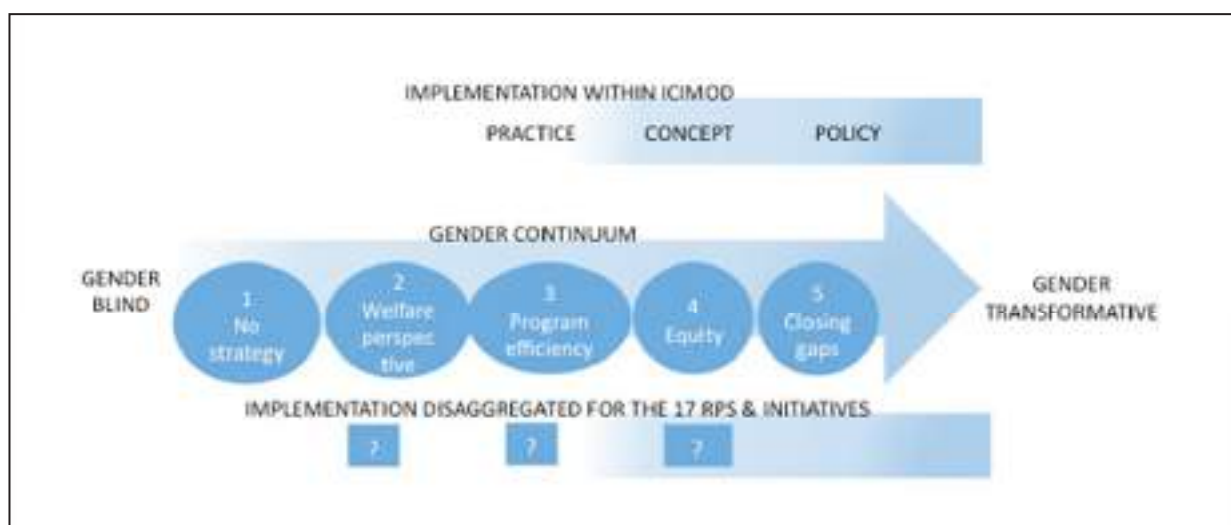 IMPLEMENTATION WITHIN ICIMOD
PRACTICE CONCEPT POLICY
GENDER CONTINUUM
GENDER
BLIND
1
No
strategy
2
Welfare
perspec
tive
3
Program
efficiency
4
Equity
5
Closing
gaps
GENDER
TRANSFORMATIVE
IMPLEMENTATION DISAGGREGATED FOR THE 17 RPS & INITIATIVES
? ? ?